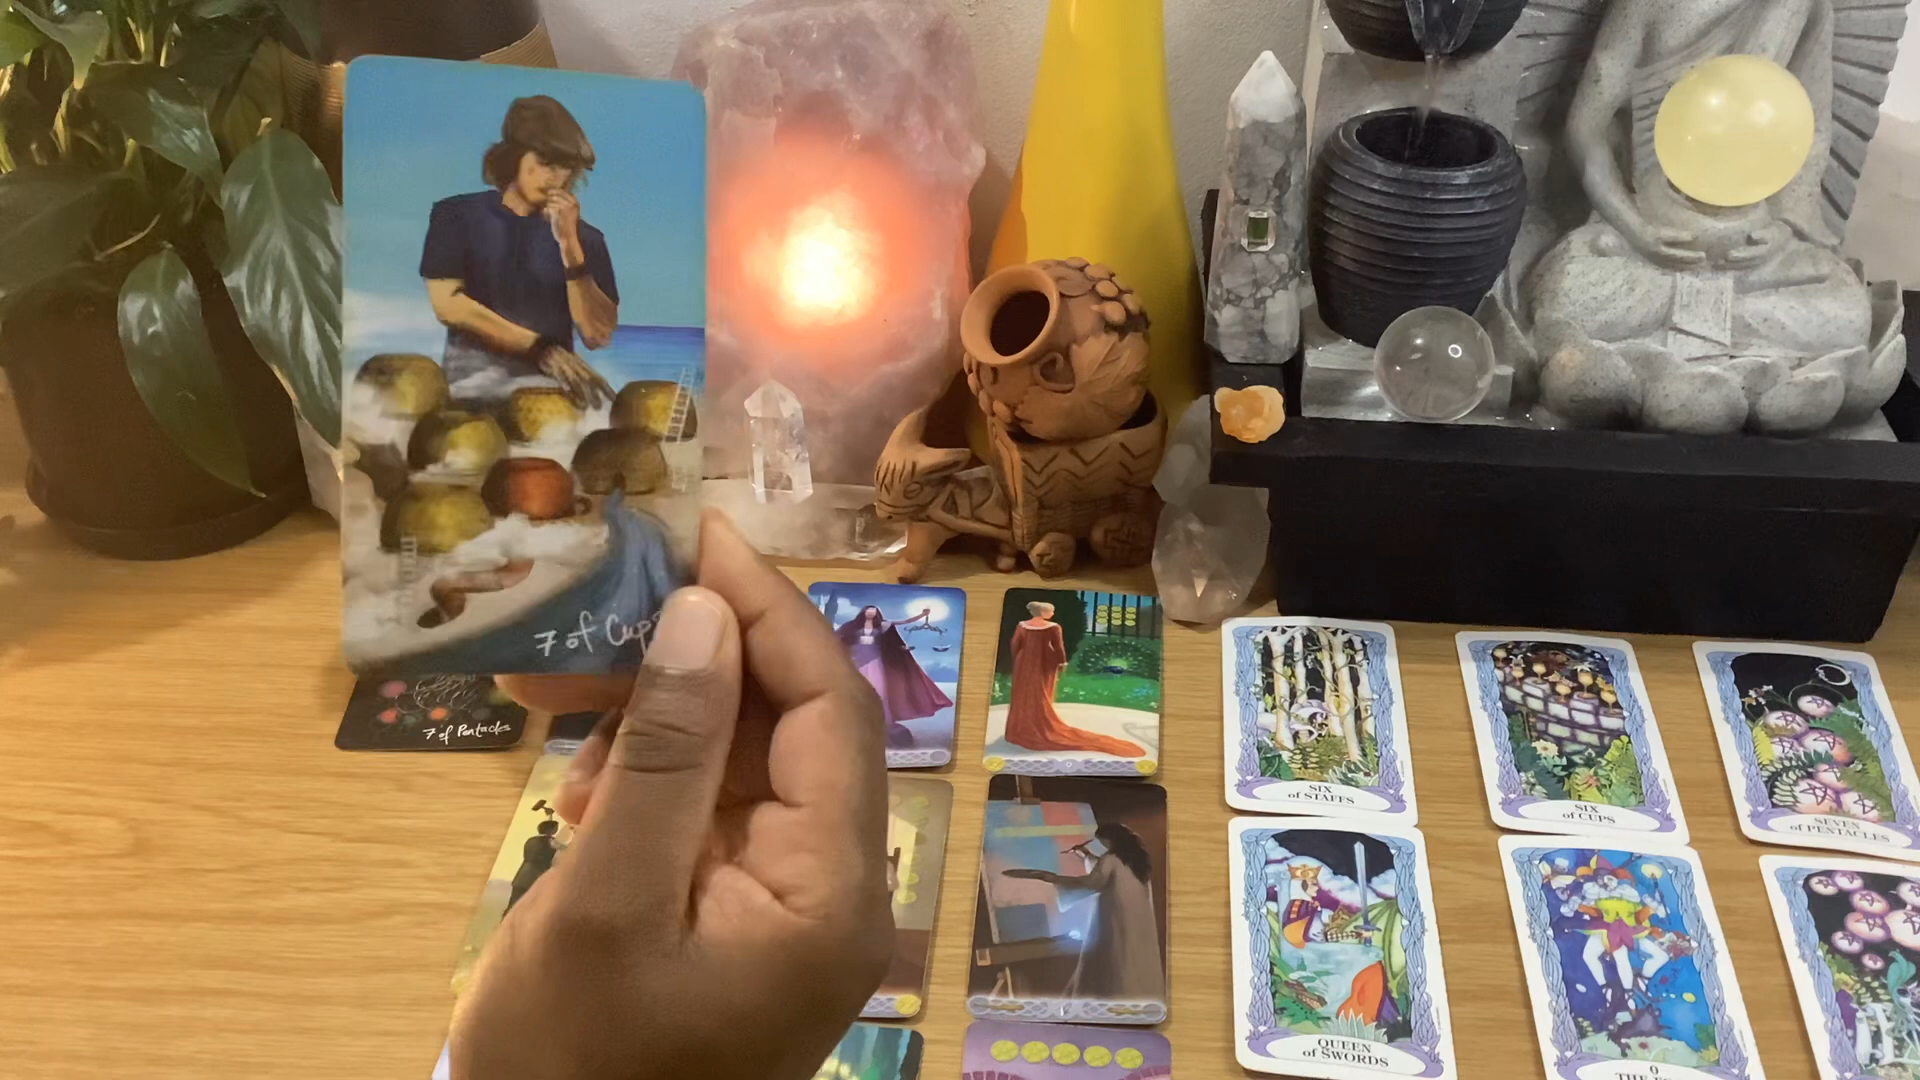 7 of Cups
7 of Pentacles
SIX
of STAFFS
SIX
of CUPS
SEVEN
of PENTACLES
QUEEN
of SWORDS
0